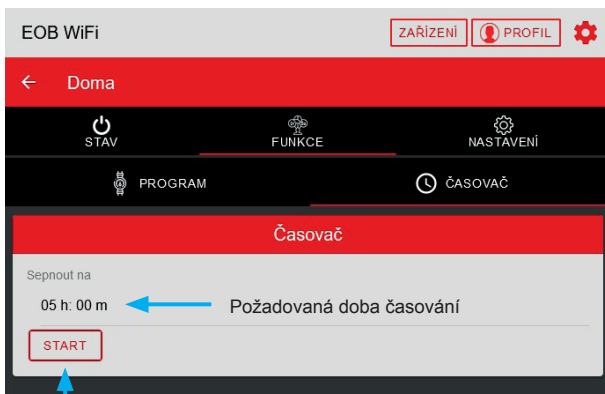 EOB WiFi
ZAŘÍZENÍ
PROFIL
Doma
STAV
FUNKCE
NASTAVENÍ
PROGRAM
ČASOVAČ
Časovač
Sepnout na
05 h: 00 m
Požadovaná doba časování
START